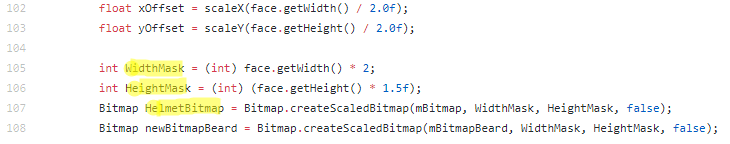 102 float xOffset = scaleX(face.getWidth() / 2.0f);
103 float yOffset = scaleY(face.getHeight() / 2.0f);
104
105 int WidthMask = (int) face.getWidth() * 2;
106 int HeightMask = (int) (face.getHeight() * 1.5f);
107 Bitmap HelmetBitmap = Bitmap.createScaledBitmap(mBitmap, WidthMask, HeightMask, false);
108 Bitmap newBitmapBeard = Bitmap.createScaledBitmap(mBitmapBeard, WidthMask, HeightMask, false);